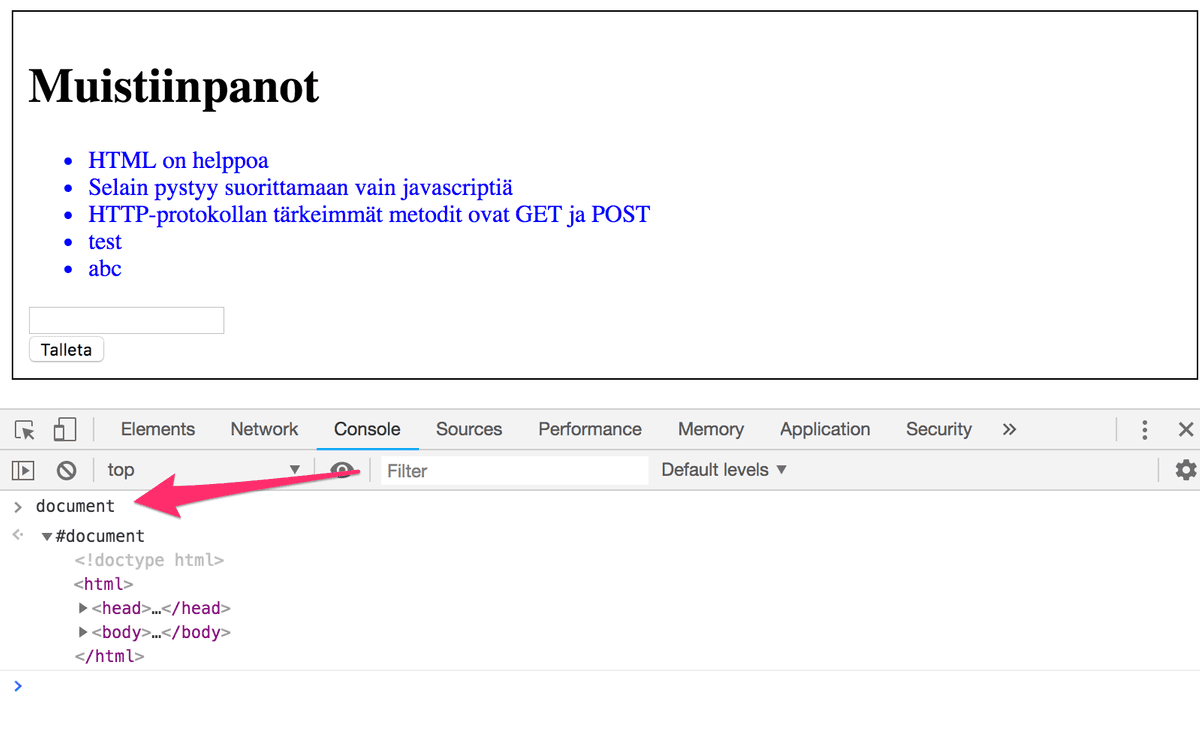 Muistiinpanot
HTML on helppoa
Selain pystyy suorittamaan vain javascriptiä
HTTP-protokollan tärkeimmät metodit ovat GET ja POST
test
abc
Talleta
Elements Network Console Sources Performance Memory Application Security »
top Filter Default levels
> document
#document
<!doctype html>
<html>
<head>…</head>
<body>…</body>
</html>
>